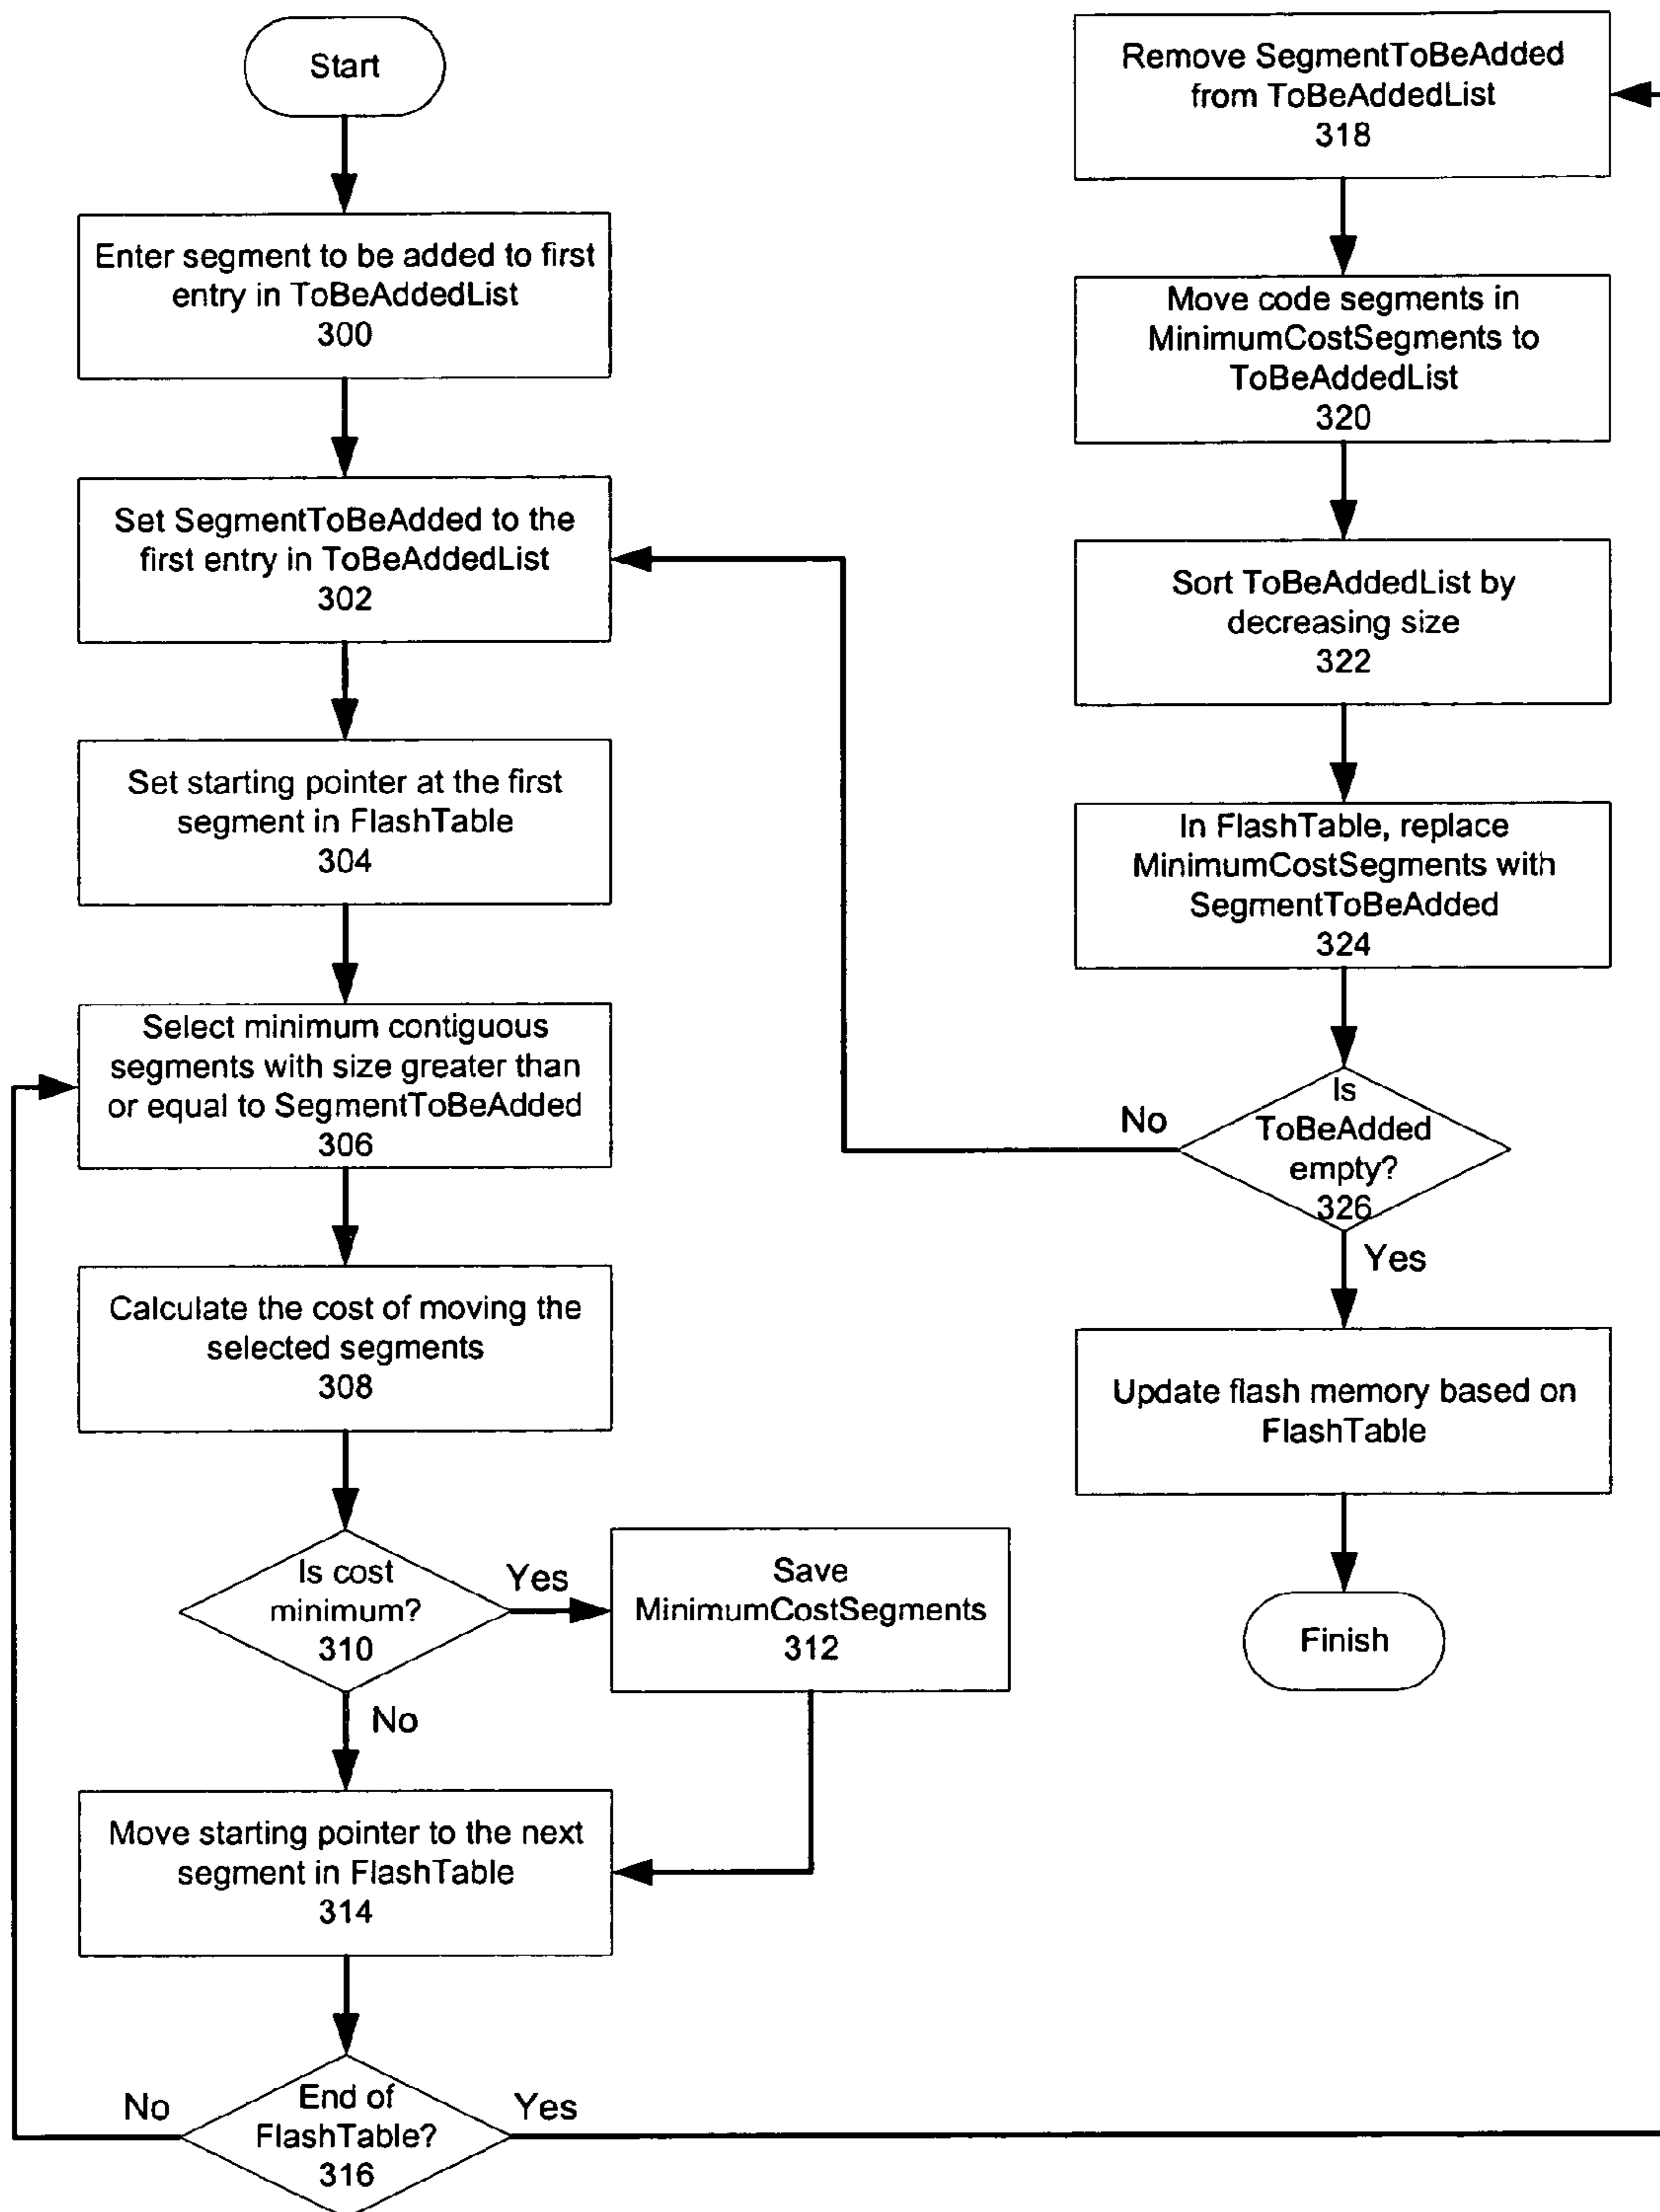 Start
Enter segment to be added to first
entry in ToBeAddedList
300
Set SegmentToBeAdded to the
first entry in ToBeAddedList
302
Set starting pointer at the first
segment in FlashTable
304
Select minimum contiguous
segments with size greater than
or equal to SegmentToBeAdded
306
Calculate the cost of moving the
selected segments
308
Is cost
minimum?
310
Yes
No
Save
MinimumCostSegments
312
Move starting pointer to the next
segment in FlashTable
314
End of
FlashTable?
316
No
Yes
Remove SegmentToBeAdded
from ToBeAddedList
318
Move code segments in
MinimumCostSegments to
ToBeAddedList
320
Sort ToBeAddedList by
decreasing size
322
In FlashTable, replace
MinimumCostSegments with
SegmentToBeAdded
324
Is
ToBeAdded
empty?
326
No
Yes
Update flash memory based on
FlashTable
Finish